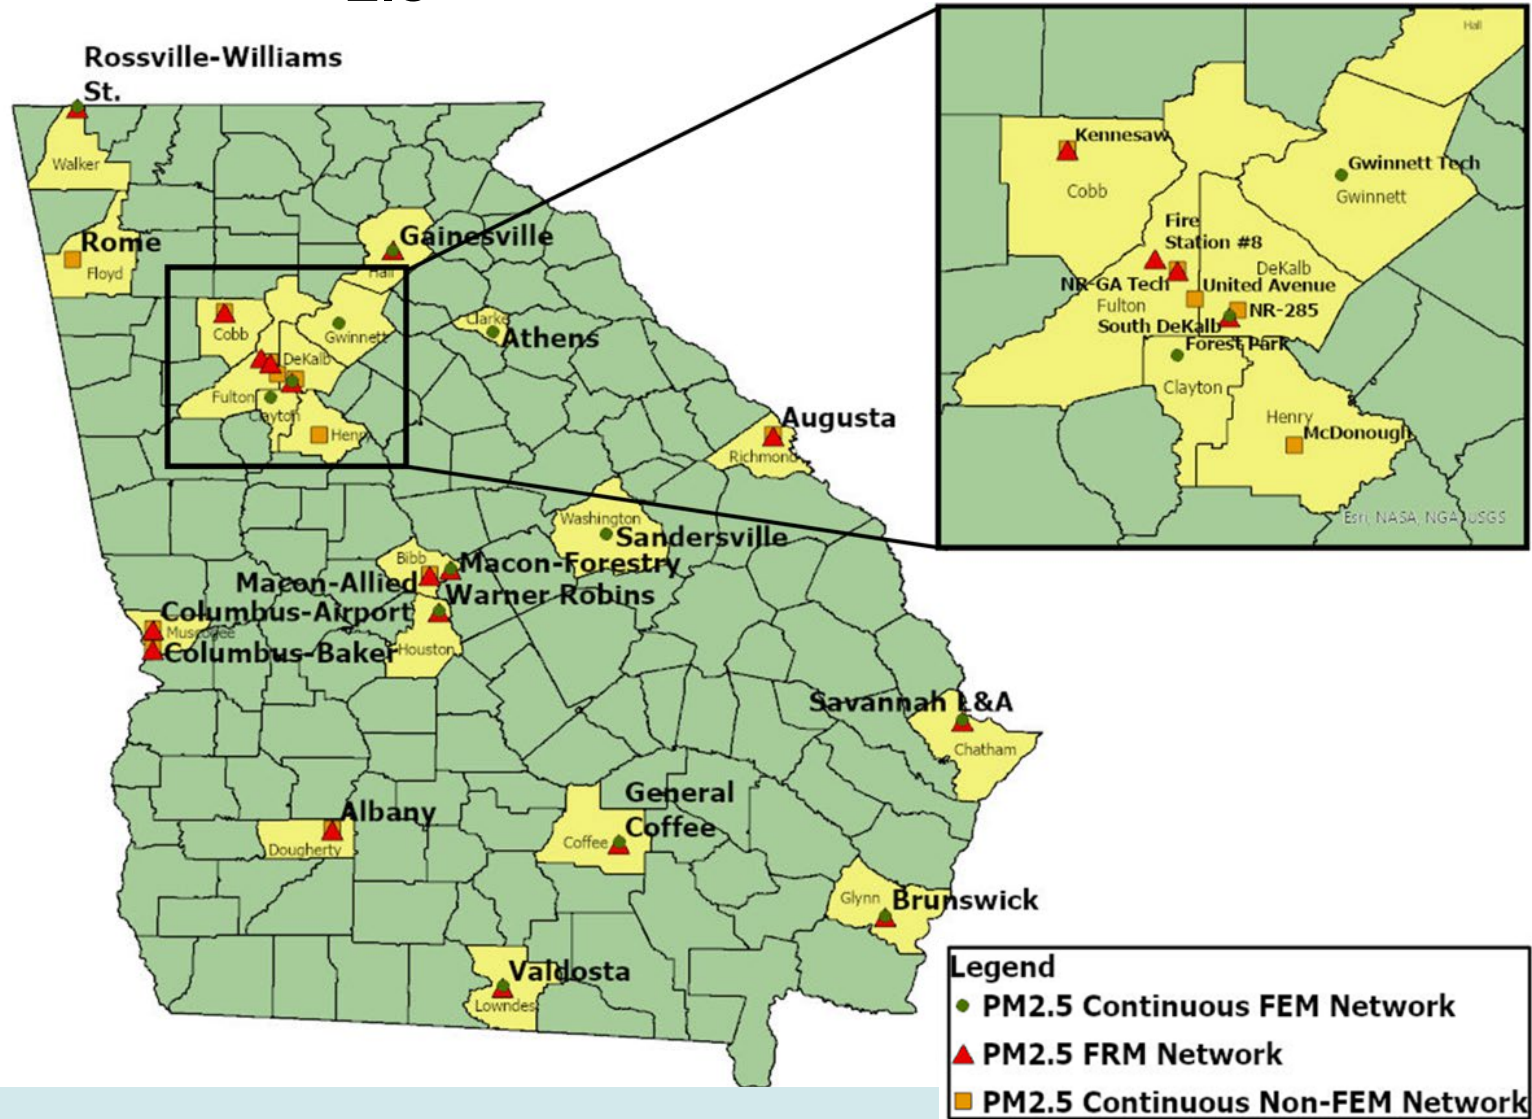 Rossville-Williams
St.
Walker
Rome
Floyd
Gainesville
Hall
Cobb
Gwinnett
DeKalb
Fulton
Clayton
Henry
Clarke
Athens
Augusta
Richmond
Washington
Sandersville
Bibb
Macon-Forestry
Macon-Allied
Warner Robins
Columbus-Airport
Muscogee
Columbus-Baker
Houston
Savannah L&A
Chatham
General
Coffee
Coffee
Albany
Dougherty
Glynn
Brunswick
Valdosta
Lowndes
Hall
Kennesaw
Cobb
Gwinnett Tech
Gwinnett
Fire
Station #8
DeKalb
NR-GA Tech
United Avenue
Fulton
NR-285
South DeKalb
Forest Park
Clayton
Henry
McDonough
Esri, NASA, NGA, USGS
Legend
PM2.5 Continuous FEM Network
PM2.5 FRM Network
PM2.5 Continuous Non-FEM Network